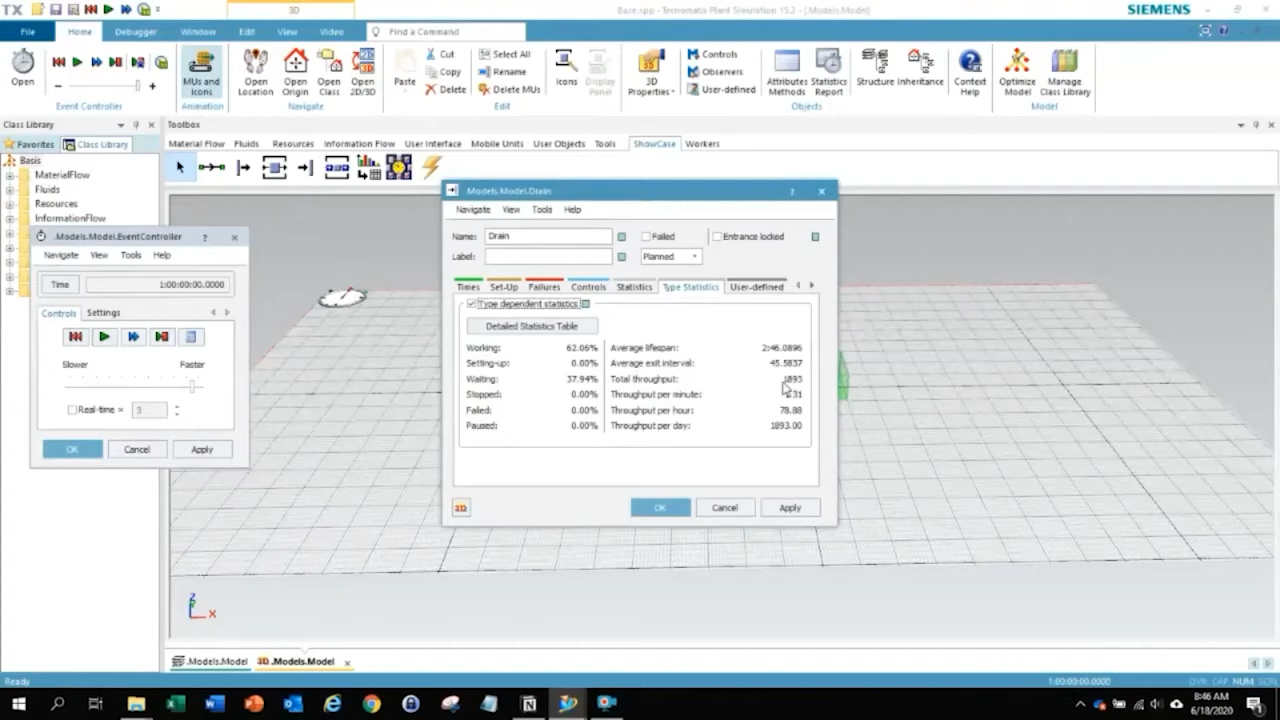 TX
3D
Base.spp - Tecnomatix Plant Simulation 15.2 - [.Models.Model]
SIEMENS
File Home Debugger Window Edit View Video Find a Command
Open
MUs and Icons
Open Location
Open Origin
Open Class
Open 2D/3D
Paste
Cut
Copy
Delete
Select All
Rename
Delete MUs
Icons
Display Panel
3D Properties
Controls
Observers
User-defined
Attributes Methods
Statistics Report
Structure
Inheritance
Context Help
Optimize Model
Manage Class Library
Event Controller Animation Navigate Edit Objects Model
Class Library
Toolbox
Favorites Class Library
Material Flow Fluids Resources Information Flow User Interface Mobile Units User Objects Tools ShowCase Workers
Basis
MaterialFlow
Fluids
Resources
InformationFlow
.Models.Model.EventController ?
Navigate View Tools Help
Time 1:00:00:00.0000
Controls Settings
Slower Faster
Real-time × 3
OK Cancel Apply
.Models.Model.Drain ?
Navigate View Tools Help
Name: Drain Failed Entrance locked
Label: Planned
Times Set-Up Failures Controls Statistics Type Statistics User-defined
Type dependent statistics
Detailed Statistics Table
Working: 62.06% Average lifespan: 2:46.0896
Setting-up: 0.00% Average exit interval: 45.5837
Waiting: 37.94% Total throughput: 1893
Stopped: 0.00% Throughput per minute: 1.31
Failed: 0.00% Throughput per hour: 78.88
Paused: 0.00% Throughput per day: 1893.00
3D OK Cancel Apply
Z
X
.Models.Model 3D .Models.Model
Ready 1:00:00:00.0000 OVR CAP NUM SCRL
8:46 AM
6/18/2020